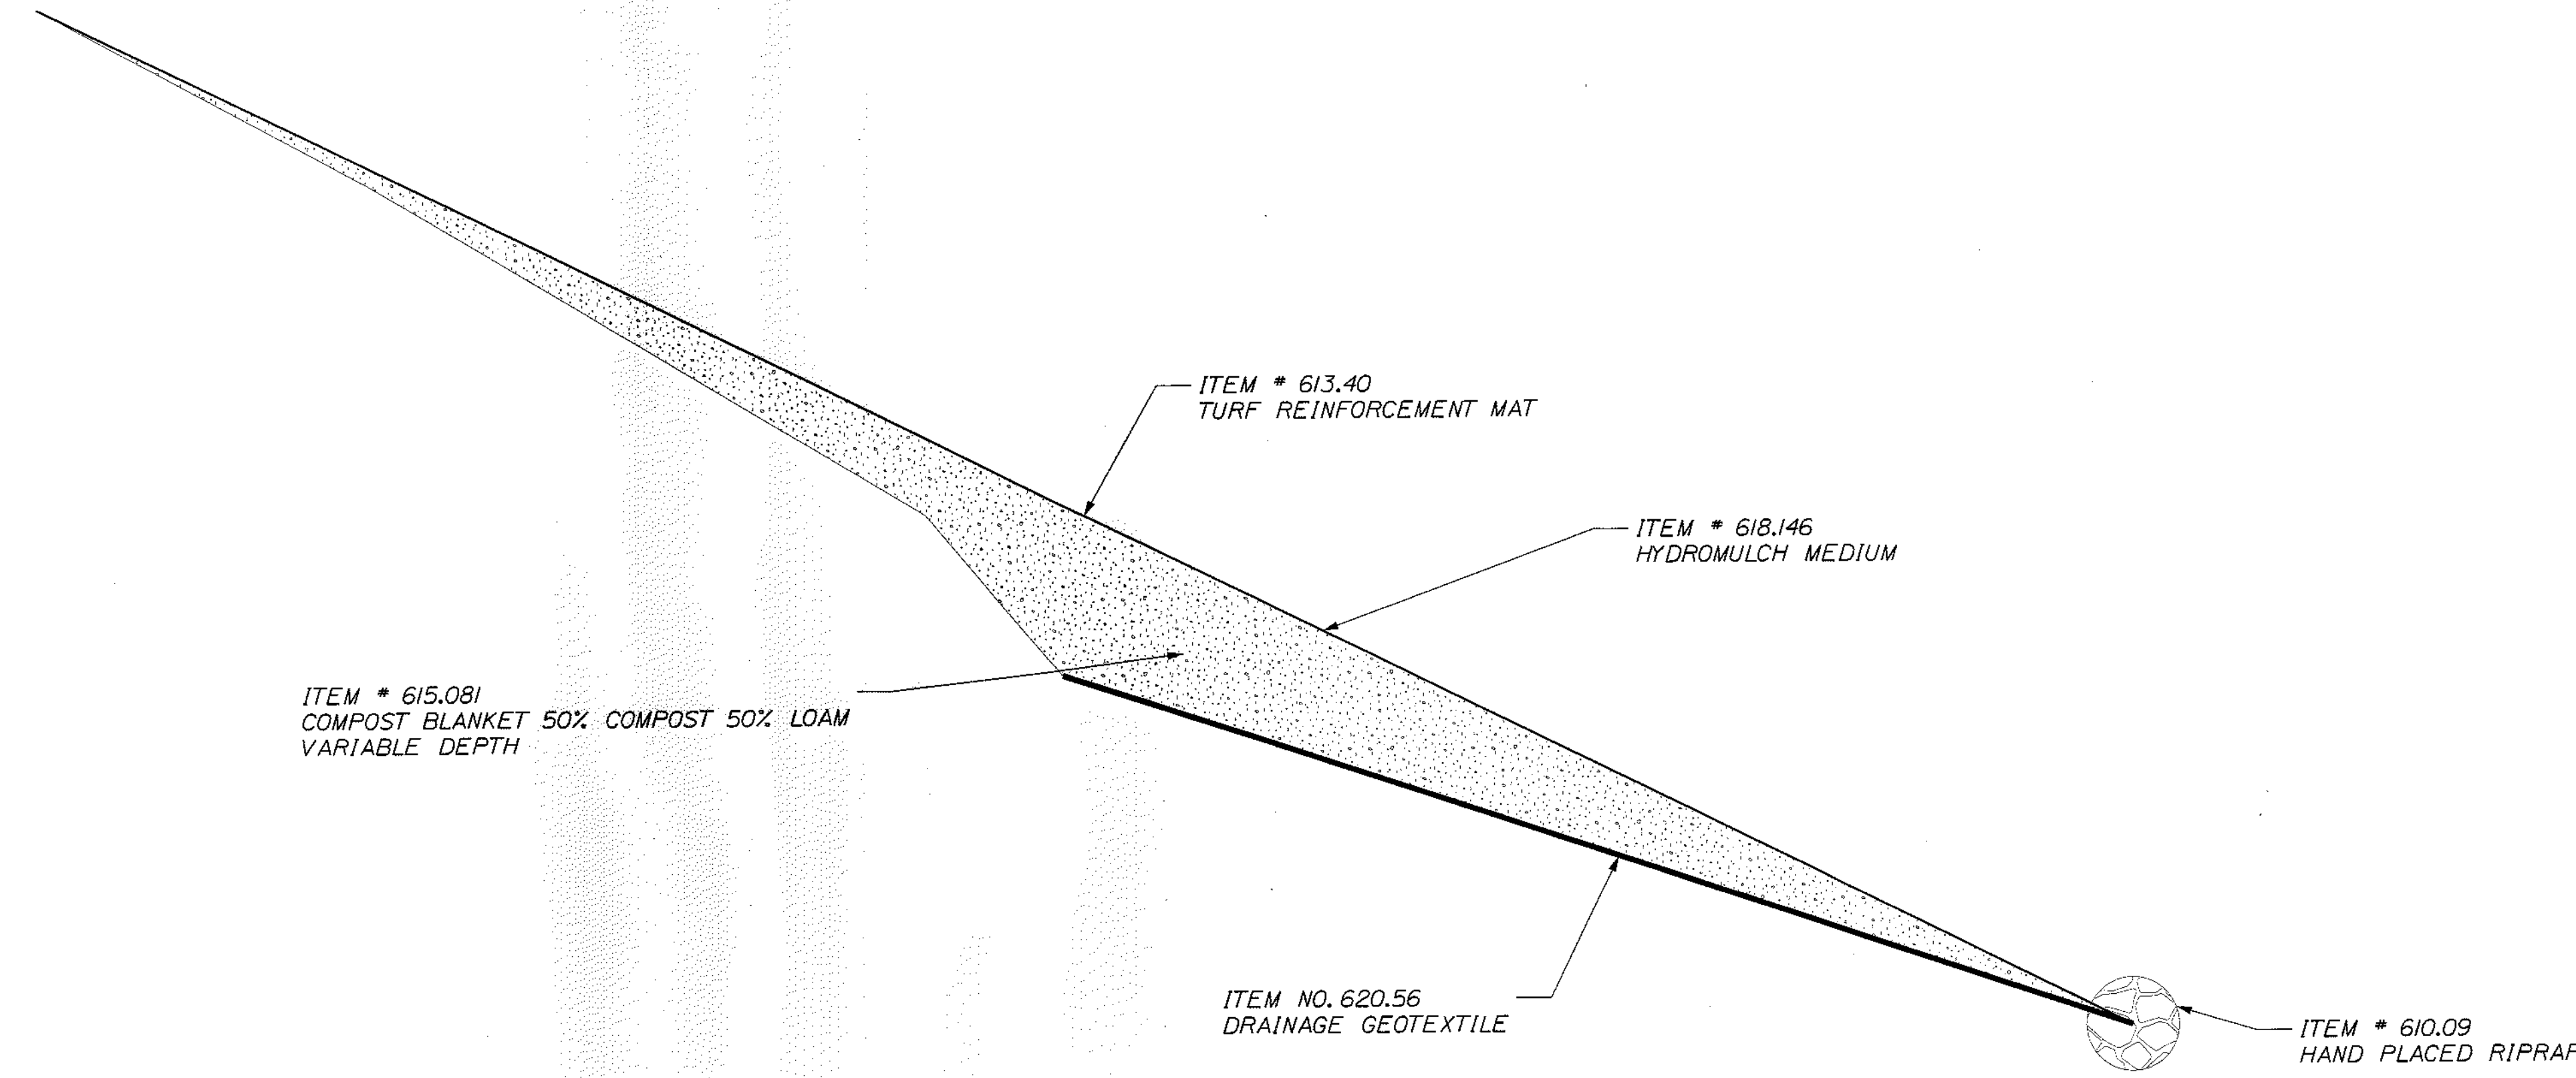 ITEM # 613.40
TURF REINFORCEMENT MAT
ITEM # 618.146
HYDROMULCH MEDIUM
ITEM # 615.081
COMPOST BLANKET 50% COMPOST 50% LOAM
VARIABLE DEPTH
ITEM NO. 620.56
DRAINAGE GEOTEXTILE
ITEM # 610.09
HAND PLACED RIPRAP